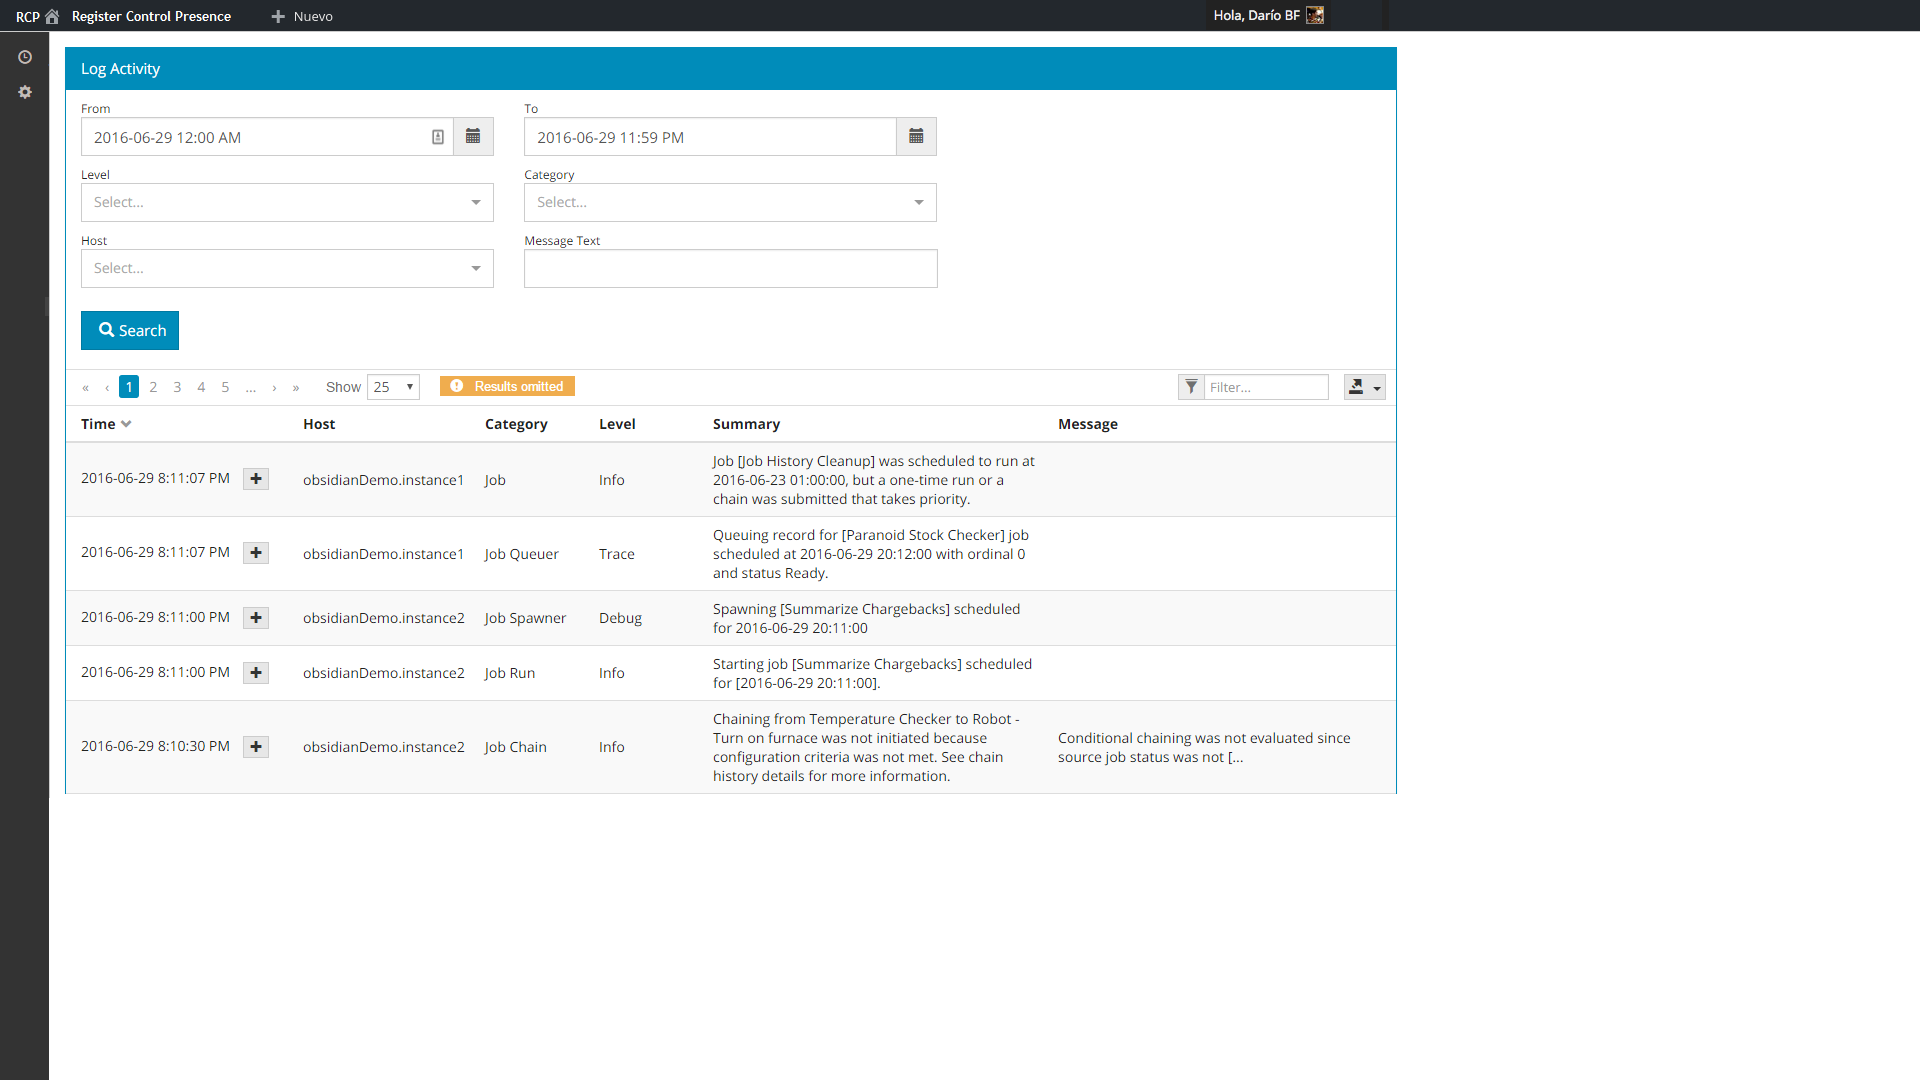 RCP Register Control Presence Nuevo Hola, Darío BF
Log Activity
From To
2016-06-29 12:00 AM 2016-06-29 11:59 PM
Level Category
Select... Select...
Host Message Text
Select...
Search
« ‹ 1 2 3 4 5 ... › » Show 25 Results omitted Filter...
Time Host Category Level Summary Message
2016-06-29 8:11:07 PM obsidianDemo.instance1 Job Info
Job [Job History Cleanup] was scheduled to run at
2016-06-23 01:00:00, but a one-time run or a
chain was submitted that takes priority.
2016-06-29 8:11:07 PM obsidianDemo.instance1 Job Queuer Trace
Queuing record for [Paranoid Stock Checker] job
scheduled at 2016-06-29 20:12:00 with ordinal 0
and status Ready.
2016-06-29 8:11:00 PM obsidianDemo.instance2 Job Spawner Debug
Spawning [Summarize Chargebacks] scheduled
for 2016-06-29 20:11:00
2016-06-29 8:11:00 PM obsidianDemo.instance2 Job Run Info
Starting job [Summarize Chargebacks] scheduled
for [2016-06-29 20:11:00].
2016-06-29 8:10:30 PM obsidianDemo.instance2 Job Chain Info
Chaining from Temperature Checker to Robot -
Turn on furnace was not initiated because
configuration criteria was not met. See chain
history details for more information.
Conditional chaining was not evaluated since
source job status was not [...